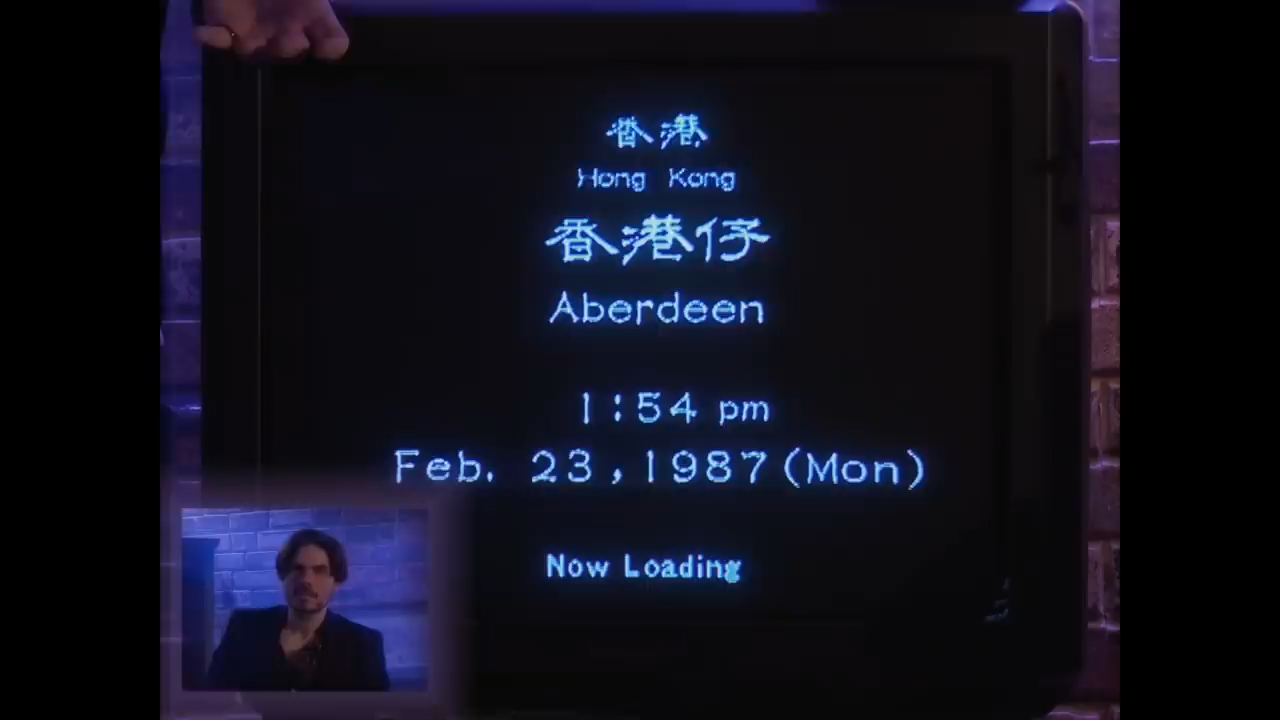 香港
Hong Kong
香港仔
Aberdeen
1:54 pm
Feb. 23,1987(Mon)
Now Loading